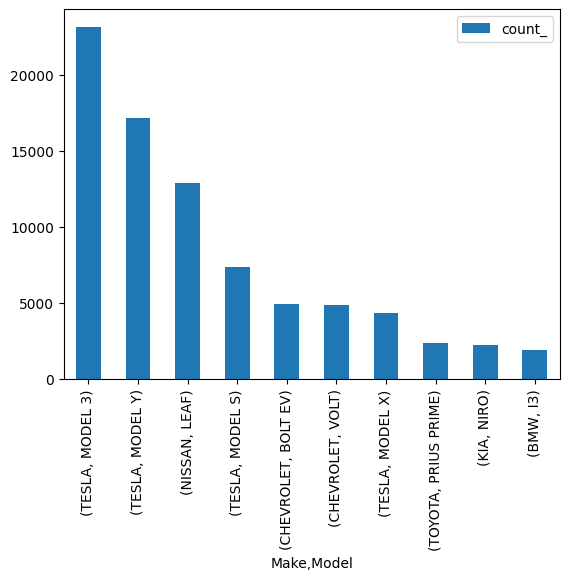 count_
20000
15000
10000
5000
0
(TESLA, MODEL 3)
(TESLA, MODEL Y)
(NISSAN, LEAF)
(TESLA, MODEL S)
(CHEVROLET, BOLT EV)
(CHEVROLET, VOLT)
(TESLA, MODEL X)
(TOYOTA, PRIUS PRIME)
(KIA, NIRO)
(BMW, I3)
Make,Model